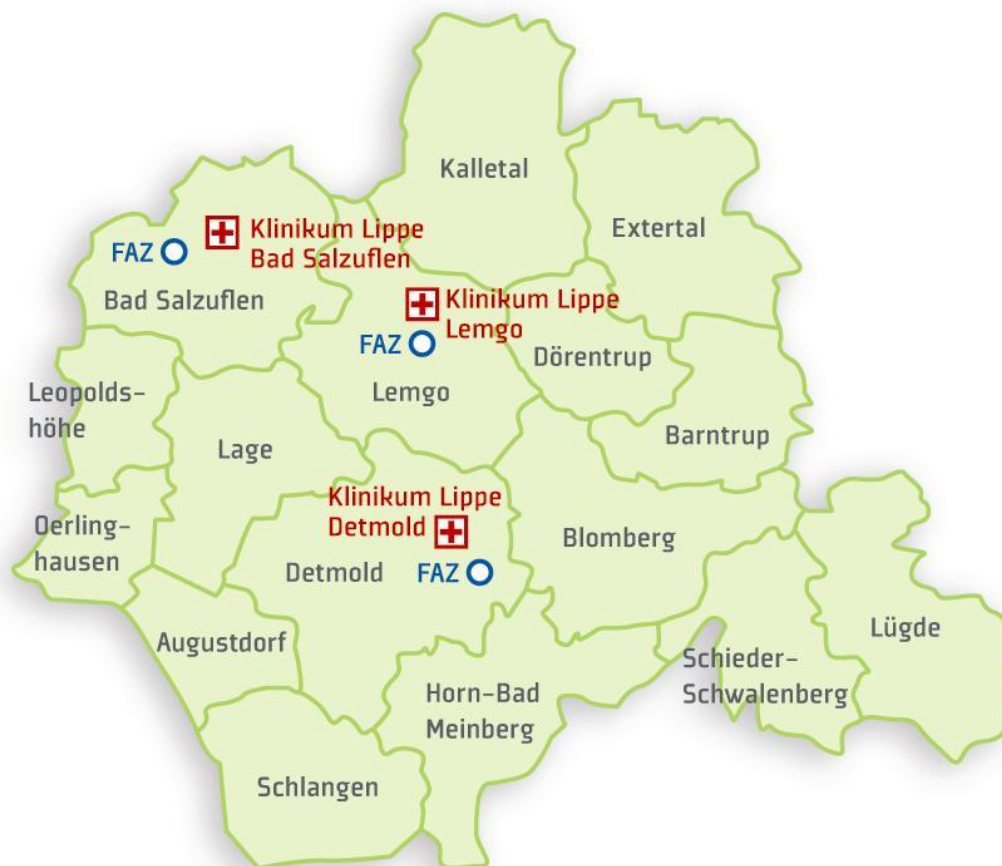 Kalletal
Extertal
Klinikum Lippe
Bad Salzuflen
FAZ
Bad Salzuflen
Klinikum Lippe
Lemgo
FAZ
Dörentrup
Lemgo
Leopolds-
höhe
Barntrup
Lage
Klinikum Lippe
Detmold
Oerling-
hausen
Blomberg
Detmold
FAZ
Augustdorf
Lügde
Schieder-
Schwalenberg
Horn-Bad
Meinberg
Schlangen